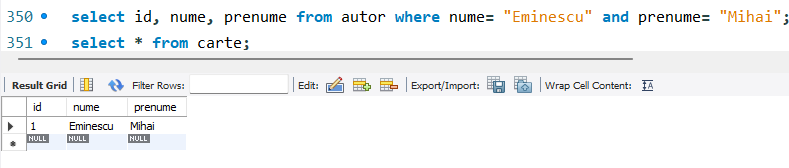 350 select id, nume, prenume from autor where nume= "Eminescu" and prenume= "Mihai";
351 select * from carte;
Result Grid Filter Rows: Edit: Export/Import: Wrap Cell Content:
id nume prenume
1 Eminescu Mihai
NULL NULL NULL